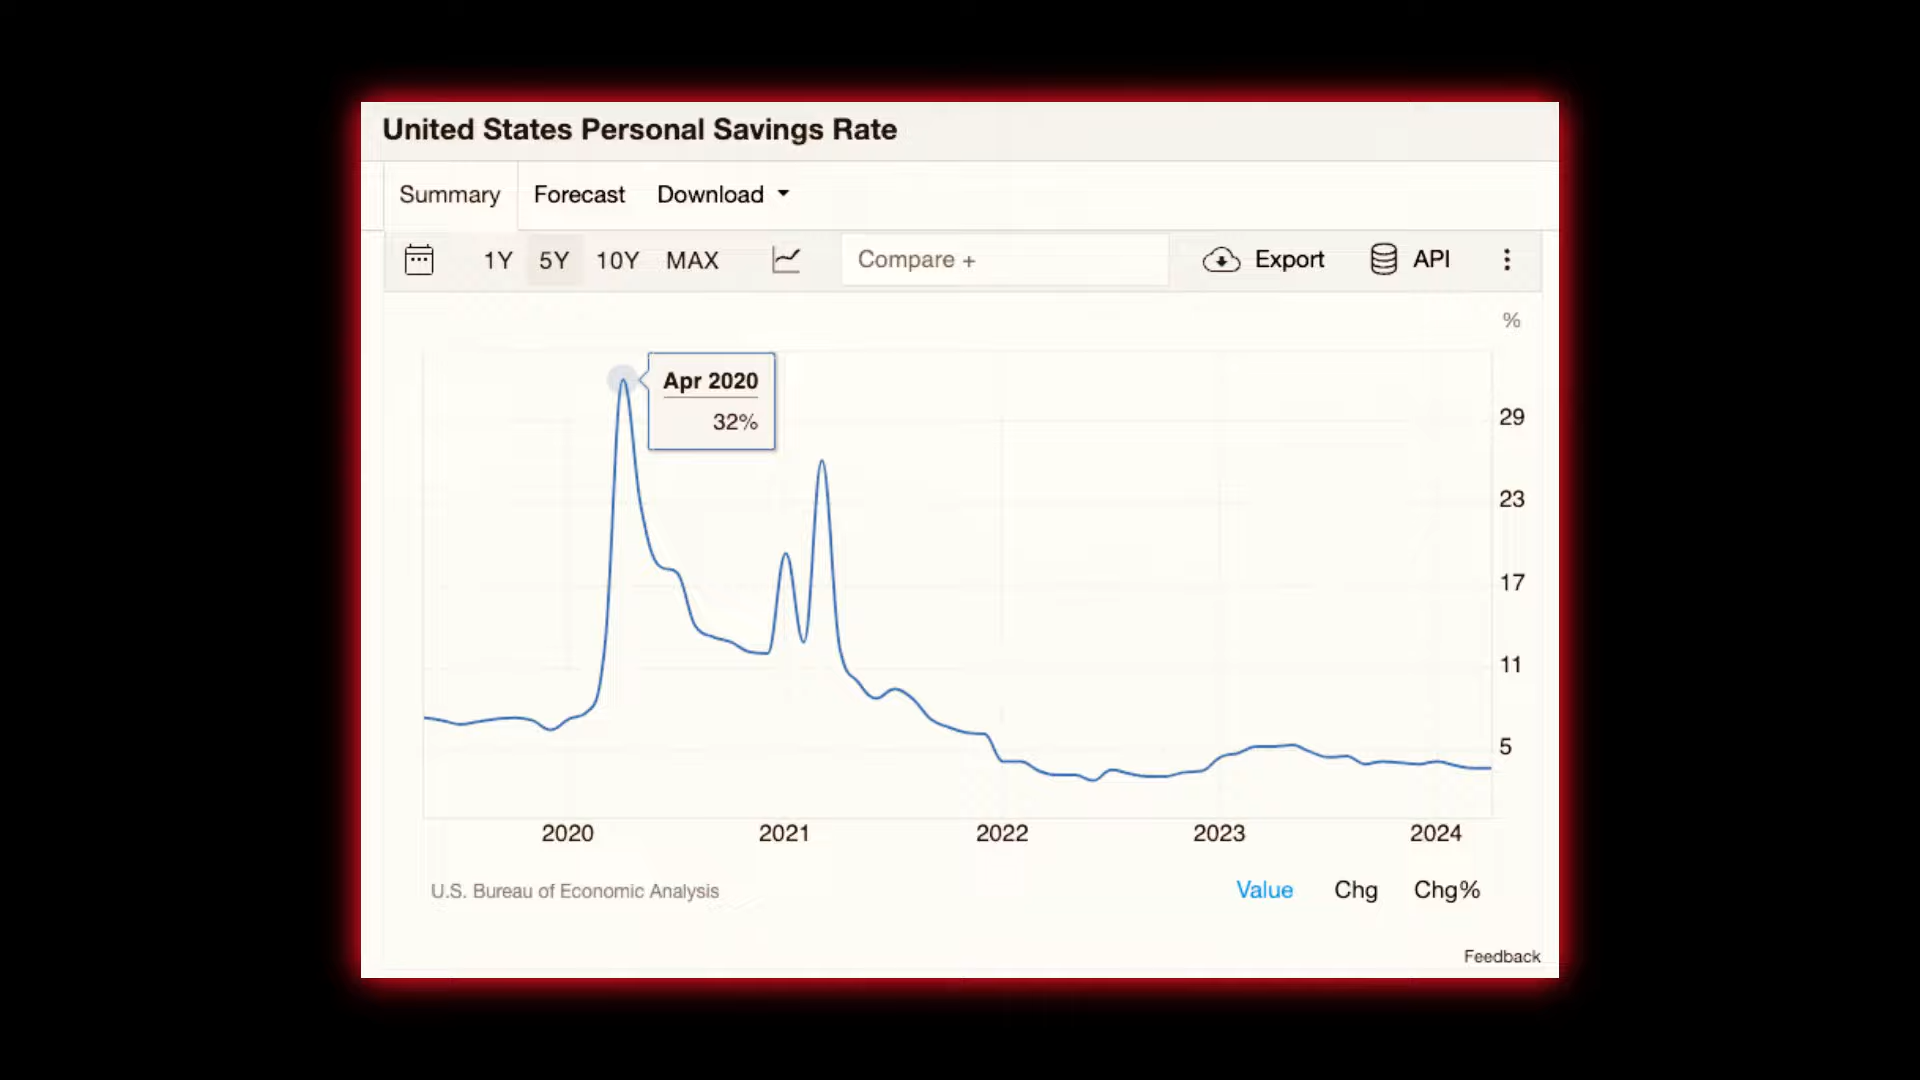 United States Personal Savings Rate
Summary Forecast Download
1Y 5Y 10Y MAX Compare + Export API
%
Apr 2020
32%
29
23
17
11
5
2020 2021 2022 2023 2024
U.S. Bureau of Economic Analysis Value Chg Chg%
Feedback